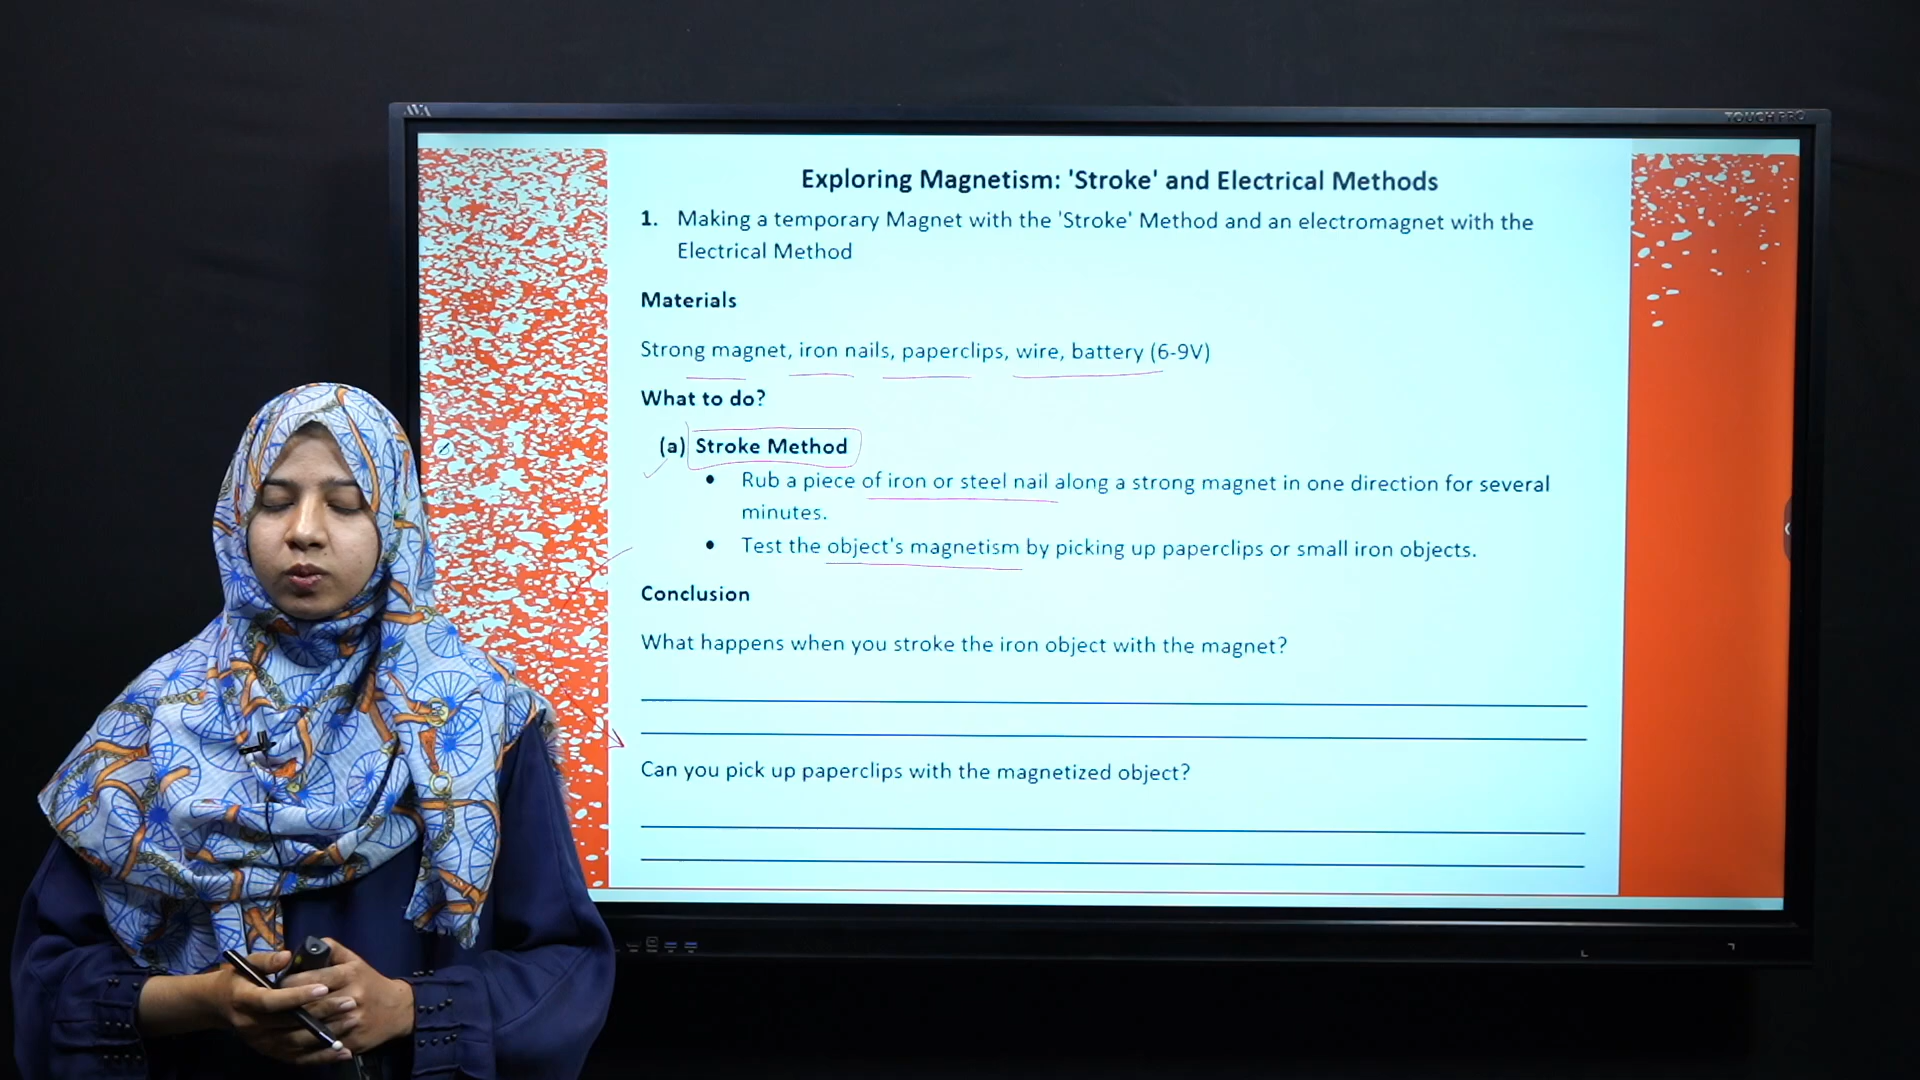 TOUCH PRO
Exploring Magnetism: 'Stroke' and Electrical Methods
1. Making a temporary Magnet with the 'Stroke' Method and an electromagnet with the
Electrical Method
Materials
Strong magnet, iron nails, paperclips, wire, battery (6-9V)
What to do?
(a) Stroke Method
• Rub a piece of iron or steel nail along a strong magnet in one direction for several
minutes.
• Test the object's magnetism by picking up paperclips or small iron objects.
Conclusion
What happens when you stroke the iron object with the magnet?
Can you pick up paperclips with the magnetized object?